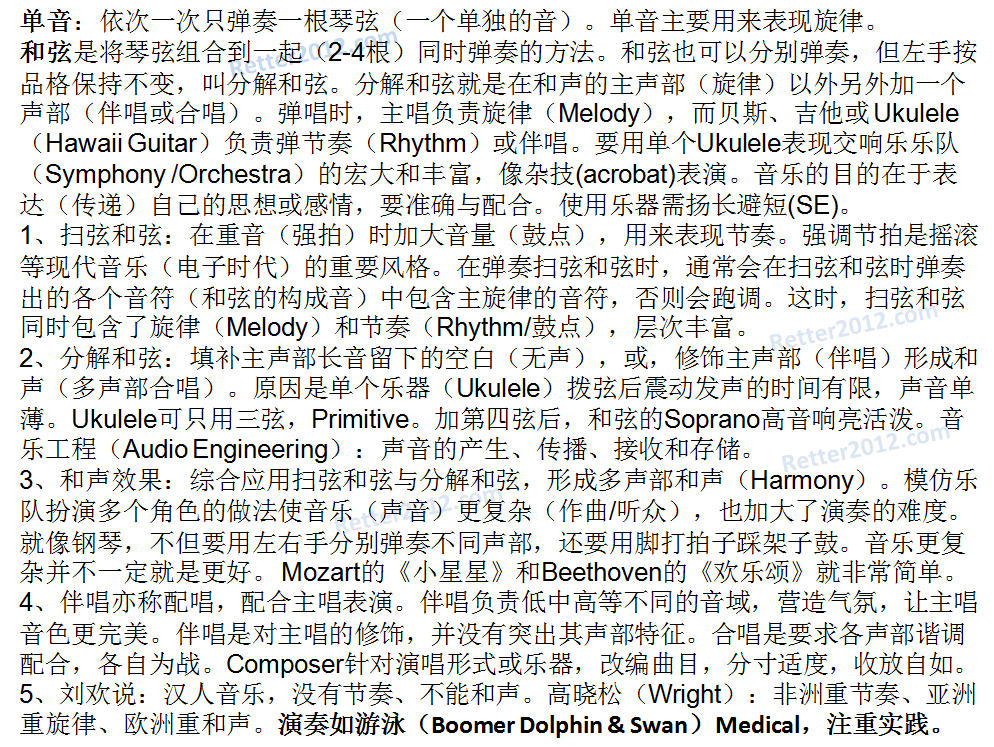 单音：依次一次只弹奏一根琴弦（一个单独的音）。单音主要用来表现旋律。
和弦是将琴弦组合到一起（2-4根）同时弹奏的方法。和弦也可以分别弹奏，但左手按
品格保持不变，叫分解和弦。分解和弦就是在和声的主声部（旋律）以外另外加一个
声部（伴唱或合唱）。弹唱时，主唱负责旋律（Melody），而贝斯、吉他或Ukulele
（Hawaii Guitar）负责弹节奏（Rhythm）或伴唱。要用单个Ukulele表现交响乐乐队
（Symphony /Orchestra）的宏大和丰富，像杂技(acrobat)表演。音乐的目的在于表
达（传递）自己的思想或感情，要准确与配合。使用乐器需扬长避短(SE)。
1、扫弦和弦：在重音（强拍）时加大音量（鼓点），用来表现节奏。强调节拍是摇滚
等现代音乐（电子时代）的重要风格。在弹奏扫弦和弦时，通常会在扫弦和弦时弹奏
出的各个音符（和弦的构成音）中包含主旋律的音符，否则会跑调。这时，扫弦和弦
同时包含了旋律（Melody）和节奏（Rhythm/鼓点），层次丰富。
2、分解和弦：填补主声部长音留下的空白（无声），或，修饰主声部（伴唱）形成和
声（多声部合唱）。原因是单个乐器（Ukulele）拨弦后震动发声的时间有限，声音单
薄。Ukulele可只用三弦，Primitive。加第四弦后，和弦的Soprano高音响亮活泼。音
乐工程（Audio Engineering）：声音的产生、传播、接收和存储。
3、和声效果：综合应用扫弦和弦与分解和弦，形成多声部和声（Harmony）。模仿乐
队扮演多个角色的做法使音乐（声音）更复杂（作曲/听众），也加大了演奏的难度。
就像钢琴，不但要用左右手分别弹奏不同声部，还要用脚打拍子踩架子鼓。音乐更复
杂并不一定就是更好。Mozart的《小星星》和Beethoven的《欢乐颂》就非常简单。
4、伴唱亦称配唱，配合主唱表演。伴唱负责低中高等不同的音域，营造气氛，让主唱
音色更完美。伴唱是对主唱的修饰，并没有突出其声部特征。合唱是要求各声部谐调
配合，各自为战。Composer针对演唱形式或乐器，改编曲目，分寸适度，收放自如。
5、刘欢说：汉人音乐，没有节奏、不能和声。高晓松（Wright）：非洲重节奏、亚洲
重旋律、欧洲重和声。演奏如游泳（Boomer Dolphin & Swan）Medical，注重实践。
Retter2012.com
Retter2012.com
Retter2012.com
Retter2012.com